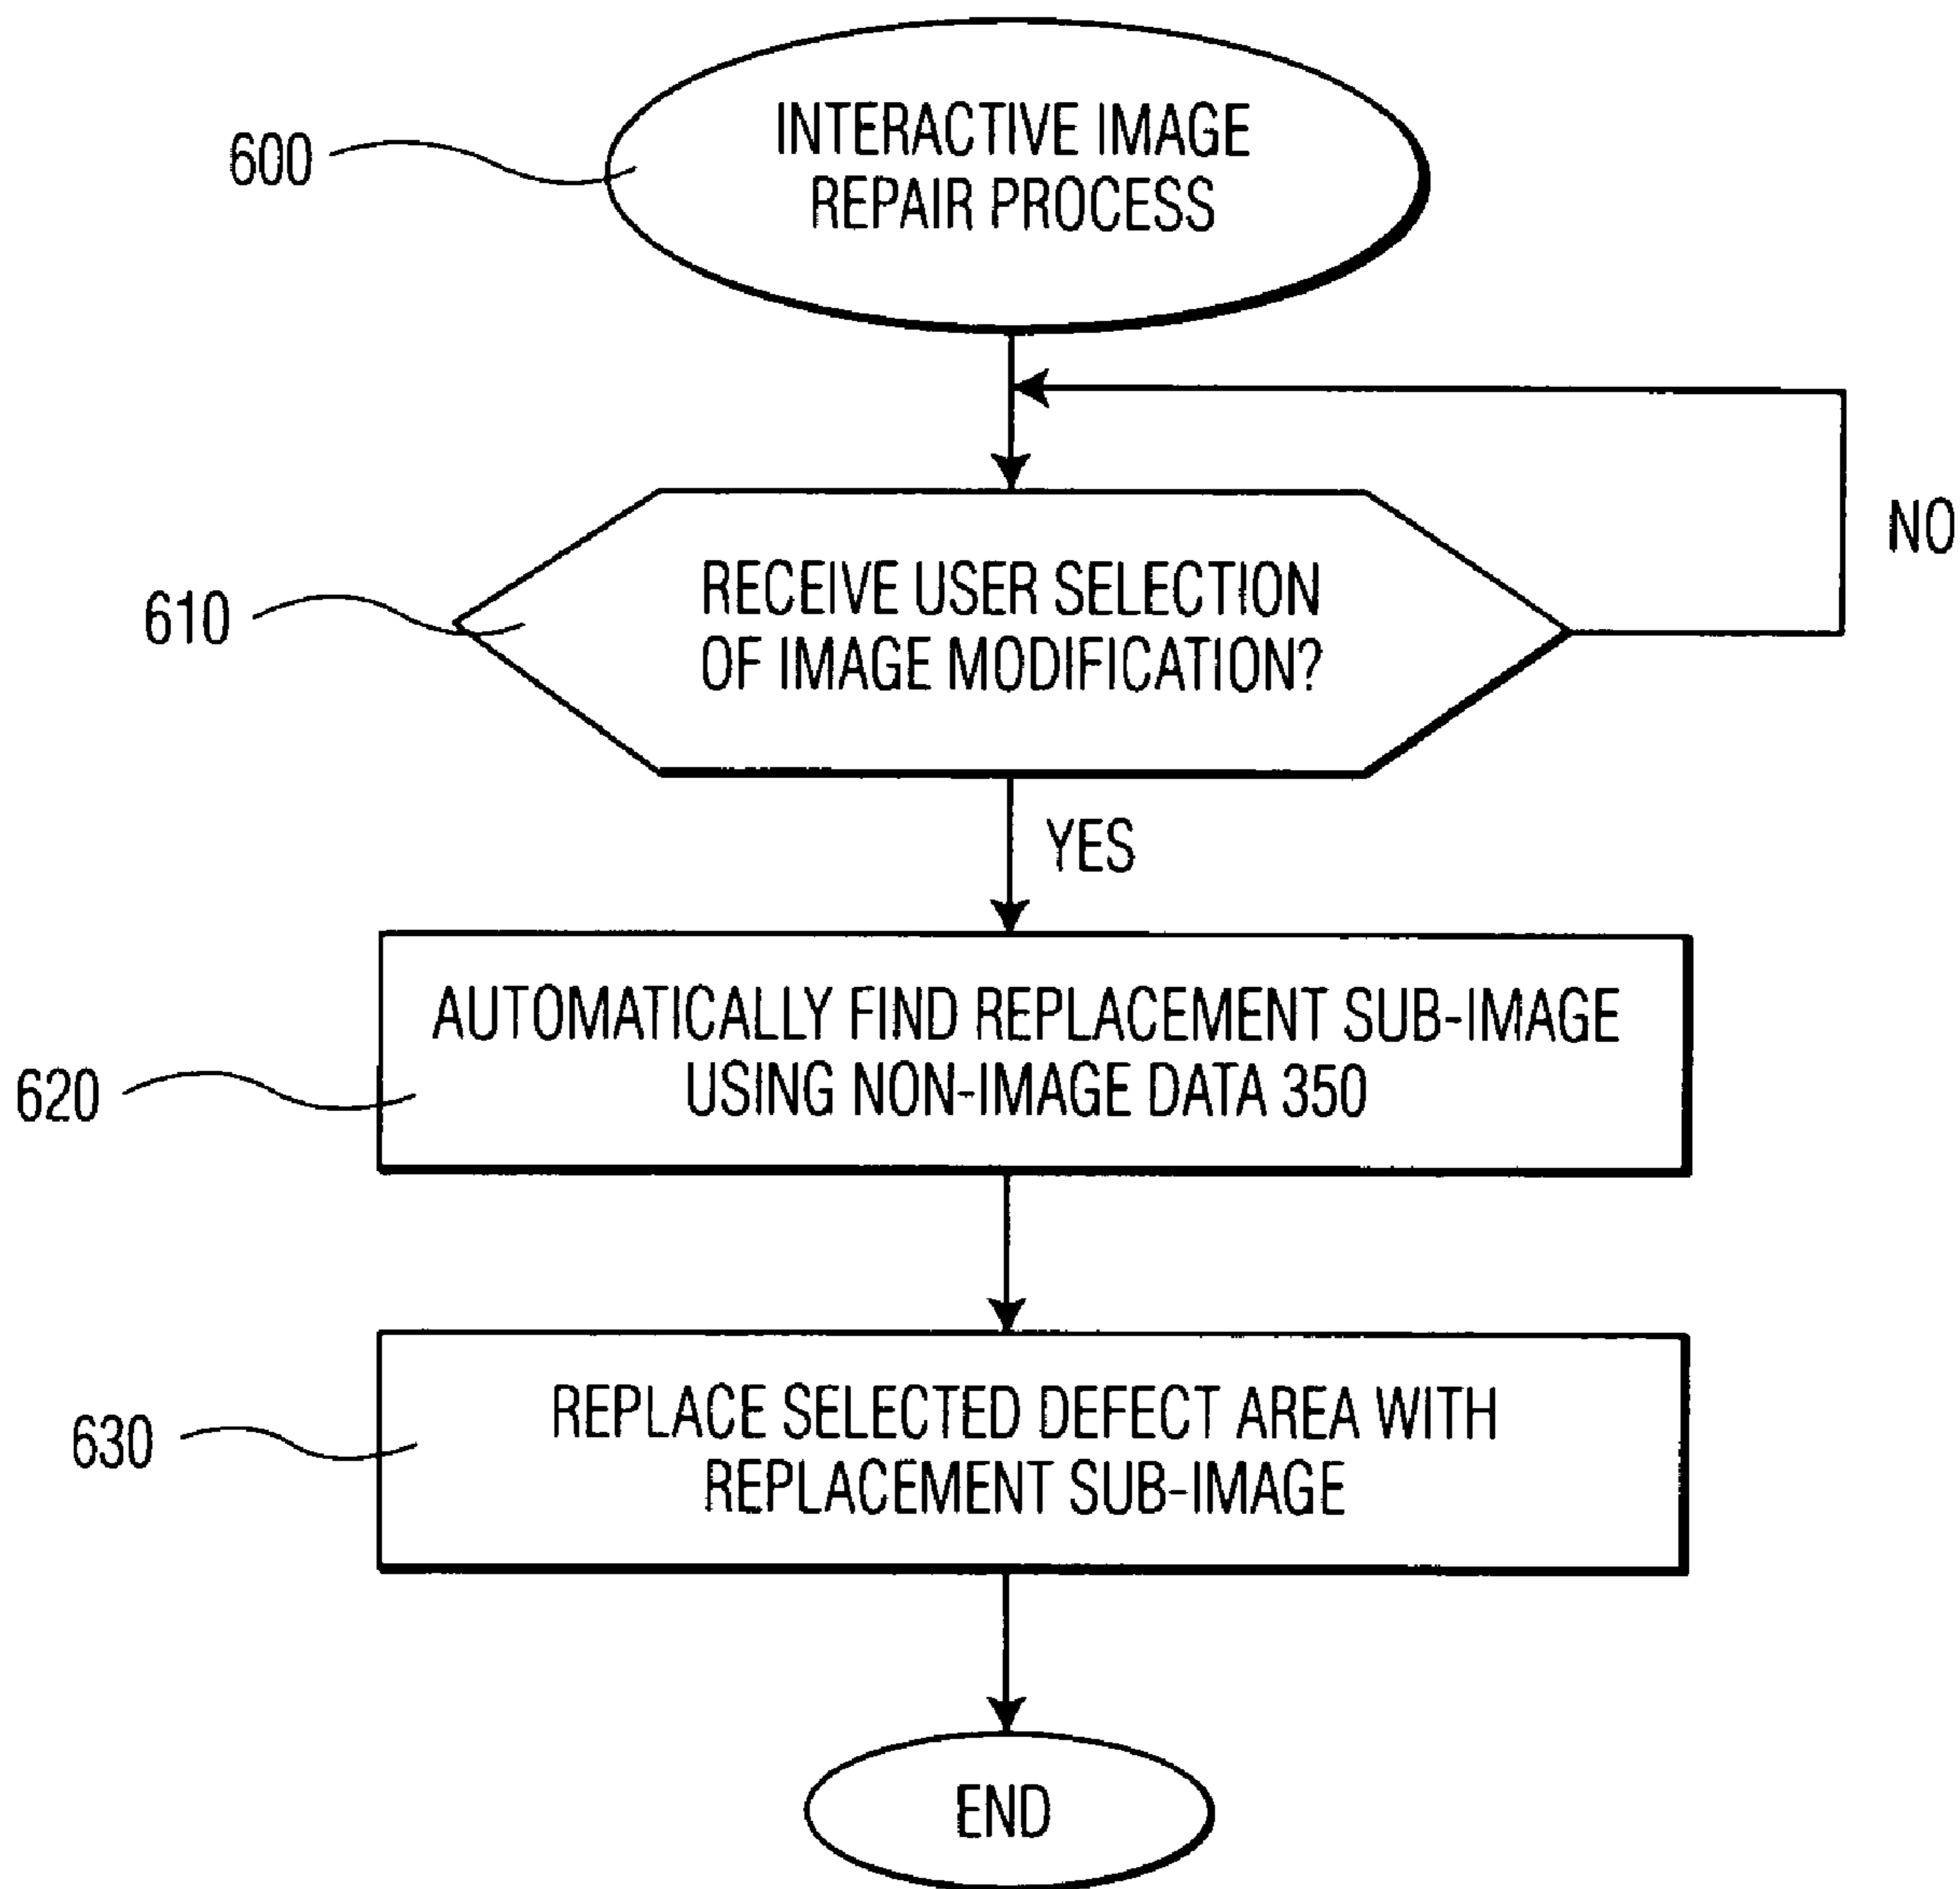 600
INTERACTIVE IMAGE
REPAIR PROCESS
610
RECEIVE USER SELECTION
OF IMAGE MODIFICATION?
NO
YES
620
AUTOMATICALLY FIND REPLACEMENT SUB-IMAGE
USING NON-IMAGE DATA 350
630
REPLACE SELECTED DEFECT AREA WITH
REPLACEMENT SUB-IMAGE
END